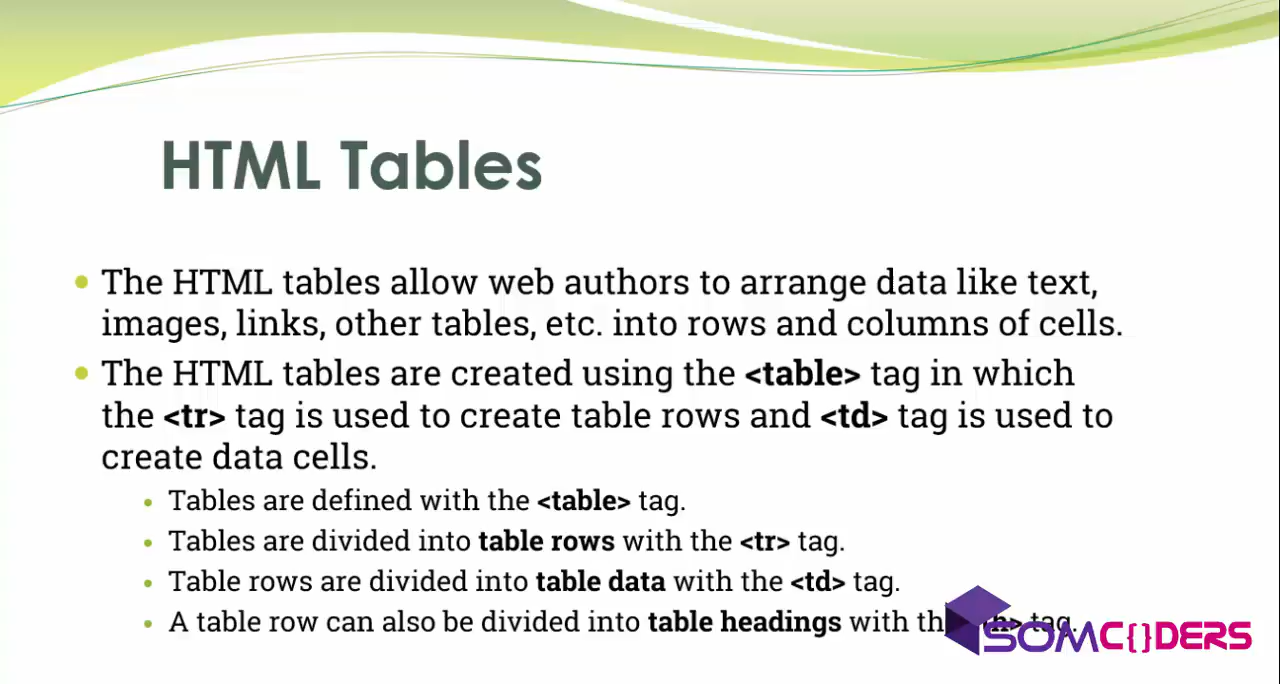 HTML Tables
• The HTML tables allow web authors to arrange data like text,
images, links, other tables, etc. into rows and columns of cells.
• The HTML tables are created using the <table> tag in which
the <tr> tag is used to create table rows and <td> tag is used to
create data cells.
• Tables are defined with the <table> tag.
• Tables are divided into table rows with the <tr> tag.
• Table rows are divided into table data with the <td> tag.
• A table row can also be divided into table headings with tag.
SOMC{}DERS